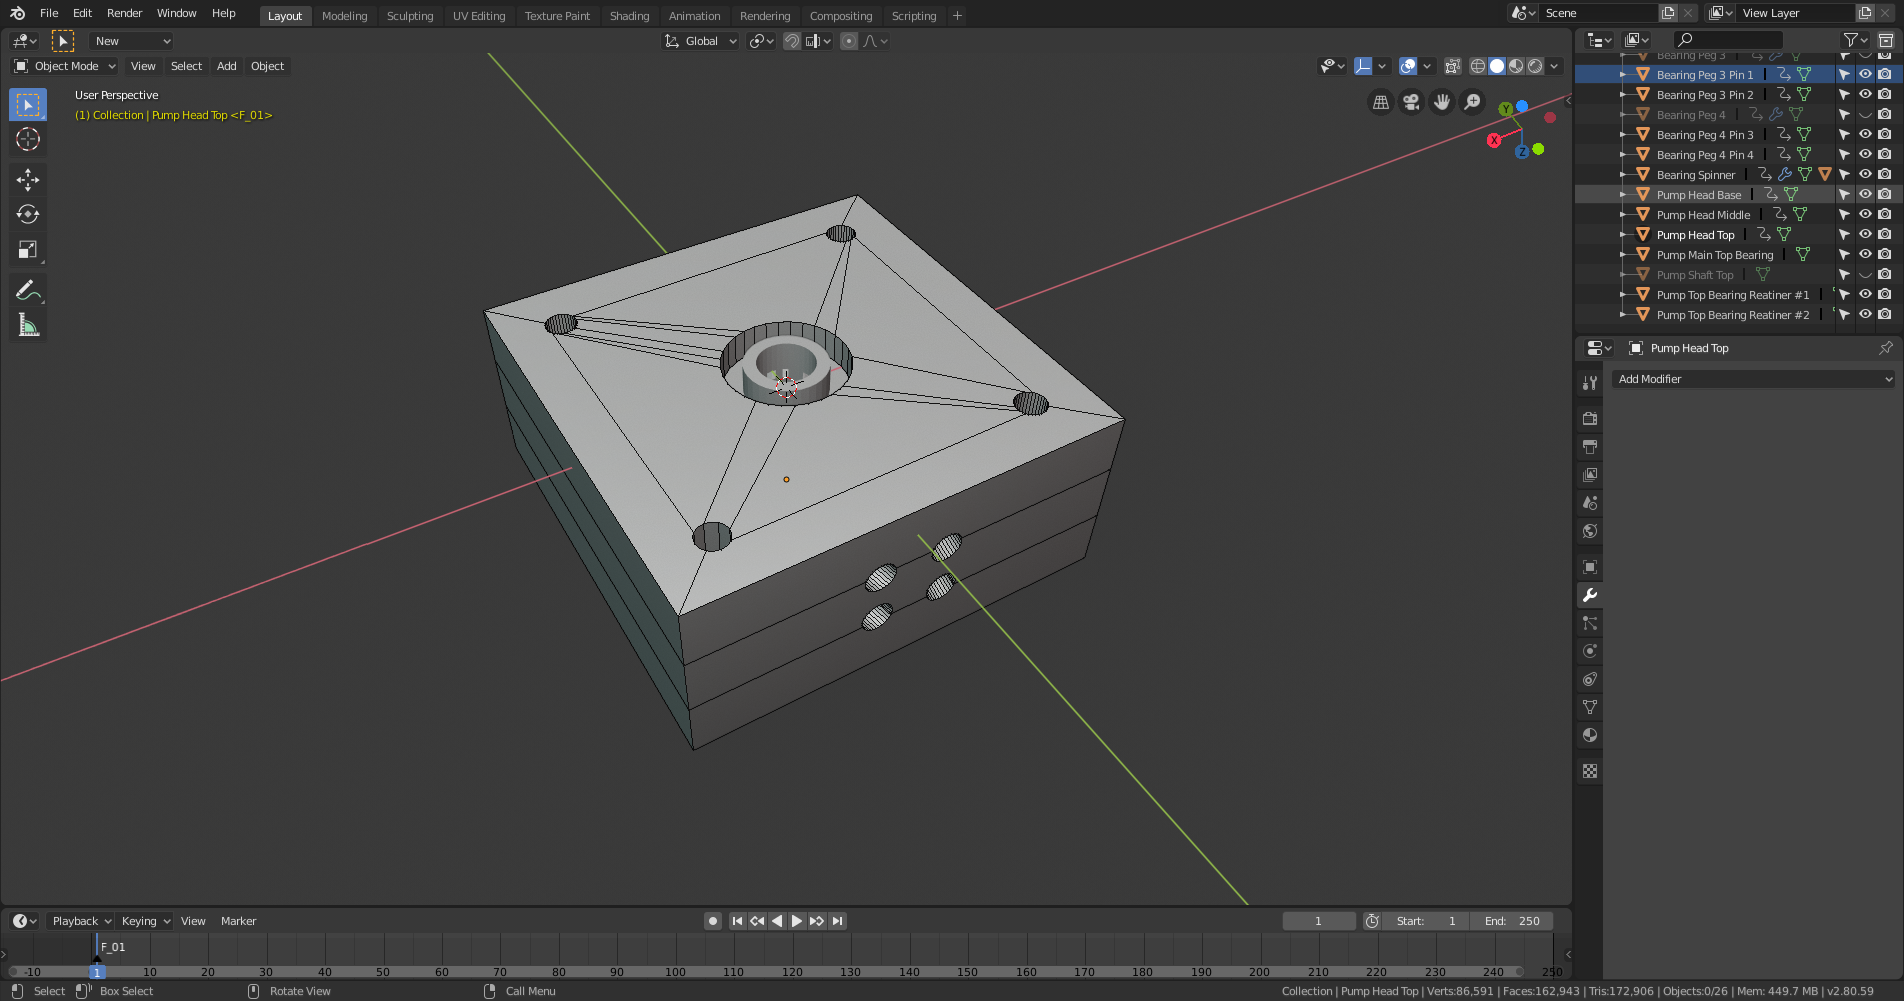 File Edit Render Window Help Layout Modeling Sculpting UV Editing Texture Paint Shading Animation Rendering Compositing Scripting + Scene View Layer
New Global
Object Mode View Select Add Object
User Perspective
(1) Collection | Pump Head Top <F_01>
Y
X
Z
Bearing Peg 3
Bearing Peg 3 Pin 1
Bearing Peg 3 Pin 2
Bearing Peg 4
Bearing Peg 4 Pin 3
Bearing Peg 4 Pin 4
Bearing Spinner
Pump Head Base
Pump Head Middle
Pump Head Top
Pump Main Top Bearing
Pump Shaft Top
Pump Top Bearing Reatiner #1
Pump Top Bearing Reatiner #2
Pump Head Top
Add Modifier
Playback Keying View Marker 1 Start: 1 End: 250
F_01
-10 1 10 20 30 40 50 60 70 80 90 100 110 120 130 140 150 160 170 180 190 200 210 220 230 240 250
Select Box Select Rotate View Call Menu Collection | Pump Head Top | Verts:86,591 | Faces:162,943 | Tris:172,906 | Objects:0/26 | Mem: 449.7 MB | v2.80.59